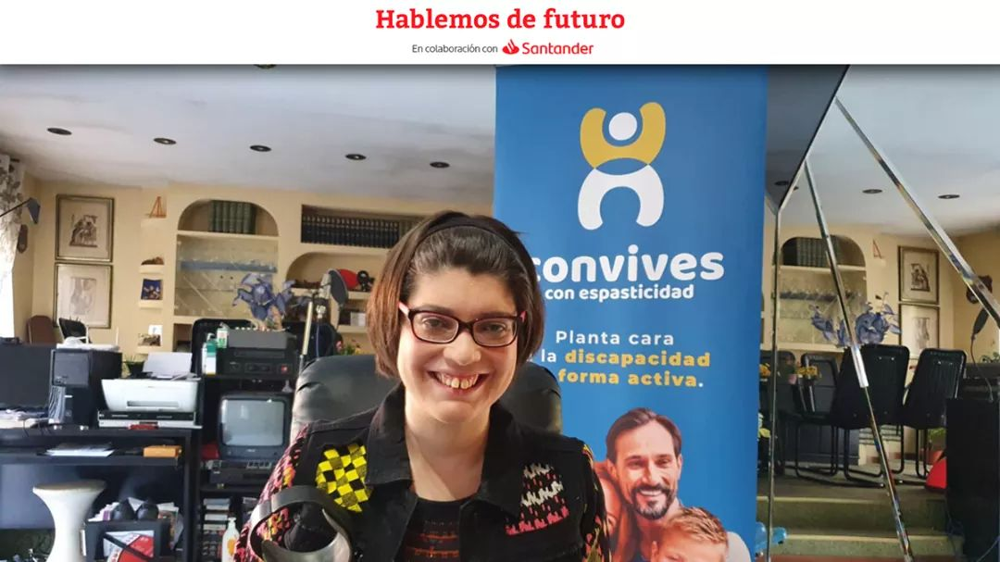 Hablemos de futuro
En colaboración con Santander
convives
con espasticidad
Planta cara
la discapacidad
forma activa.